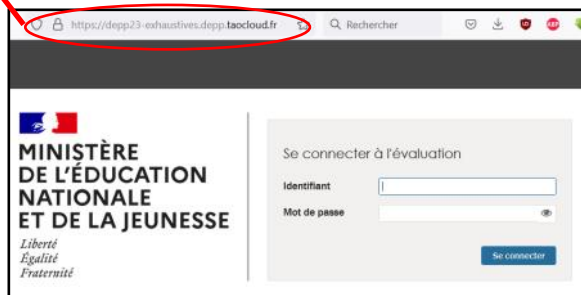 https://depp23-exhaustives.depp.taocloud.fr
Rechercher
MINISTÈRE
DE L'ÉDUCATION
NATIONALE
ET DE LA JEUNESSE
Liberté
Égalité
Fraternité
Se connecter à l'évaluation
Identifiant
Mot de passe
Se connecter